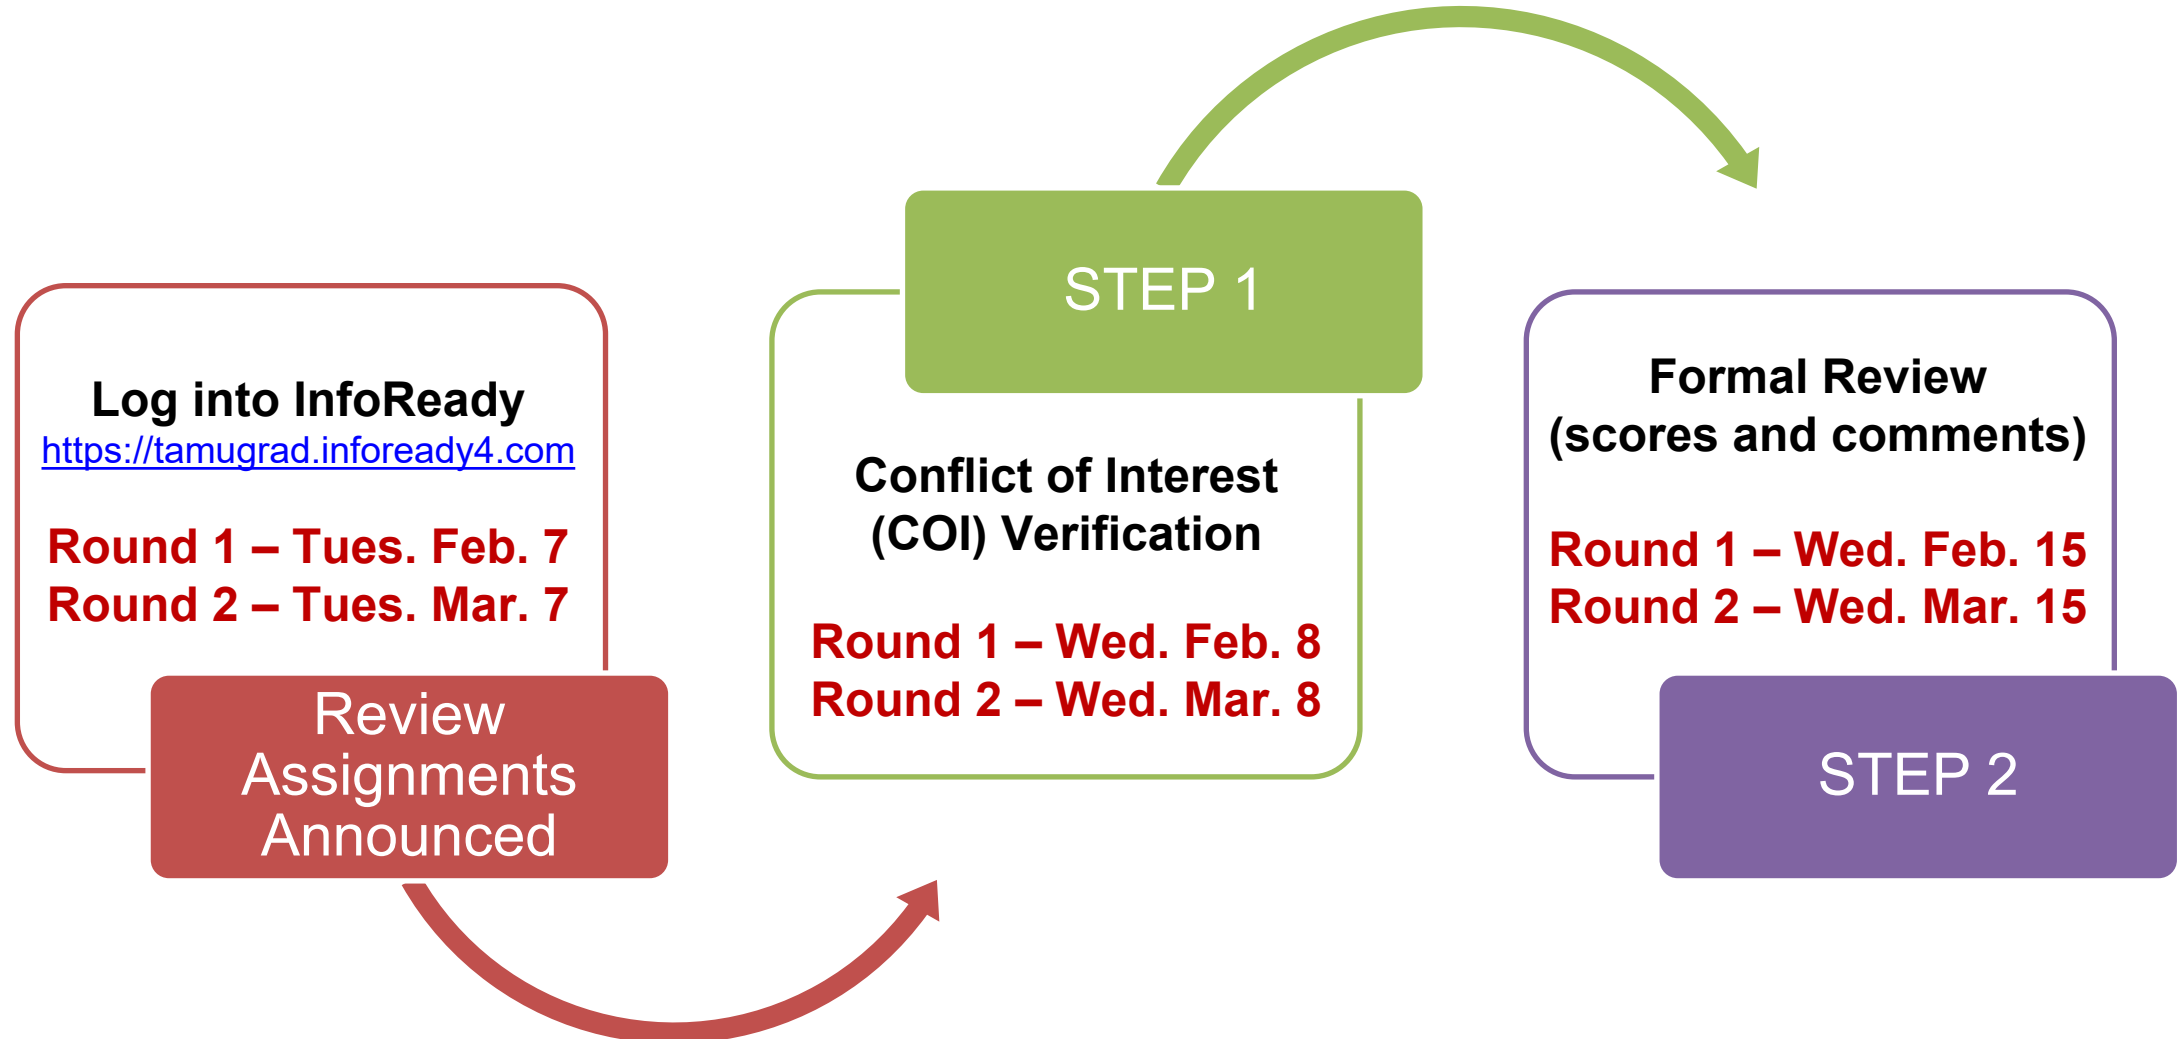 Log into InfoReady
https://tamugrad.infoready4.com
Round 1 – Tues. Feb. 7
Round 2 – Tues. Mar. 7
Review
Assignments
Announced
STEP 1
Conflict of Interest
(COI) Verification
Round 1 – Wed. Feb. 8
Round 2 – Wed. Mar. 8
Formal Review
(scores and comments)
Round 1 – Wed. Feb. 15
Round 2 – Wed. Mar. 15
STEP 2